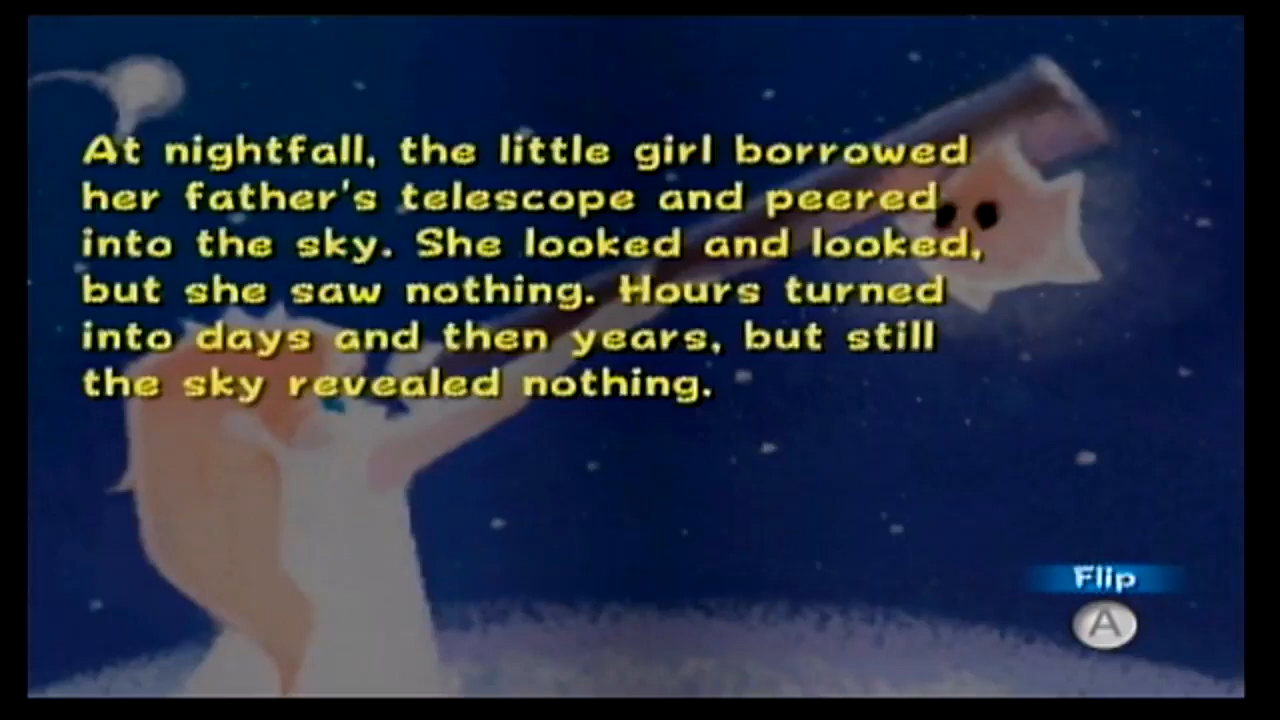 At nightfall, the little girl borrowed
her father's telescope and peered
into the sky. She looked and looked,
but she saw nothing. Hours turned
into days and then years, but still
the sky revealed nothing.
Flip
A